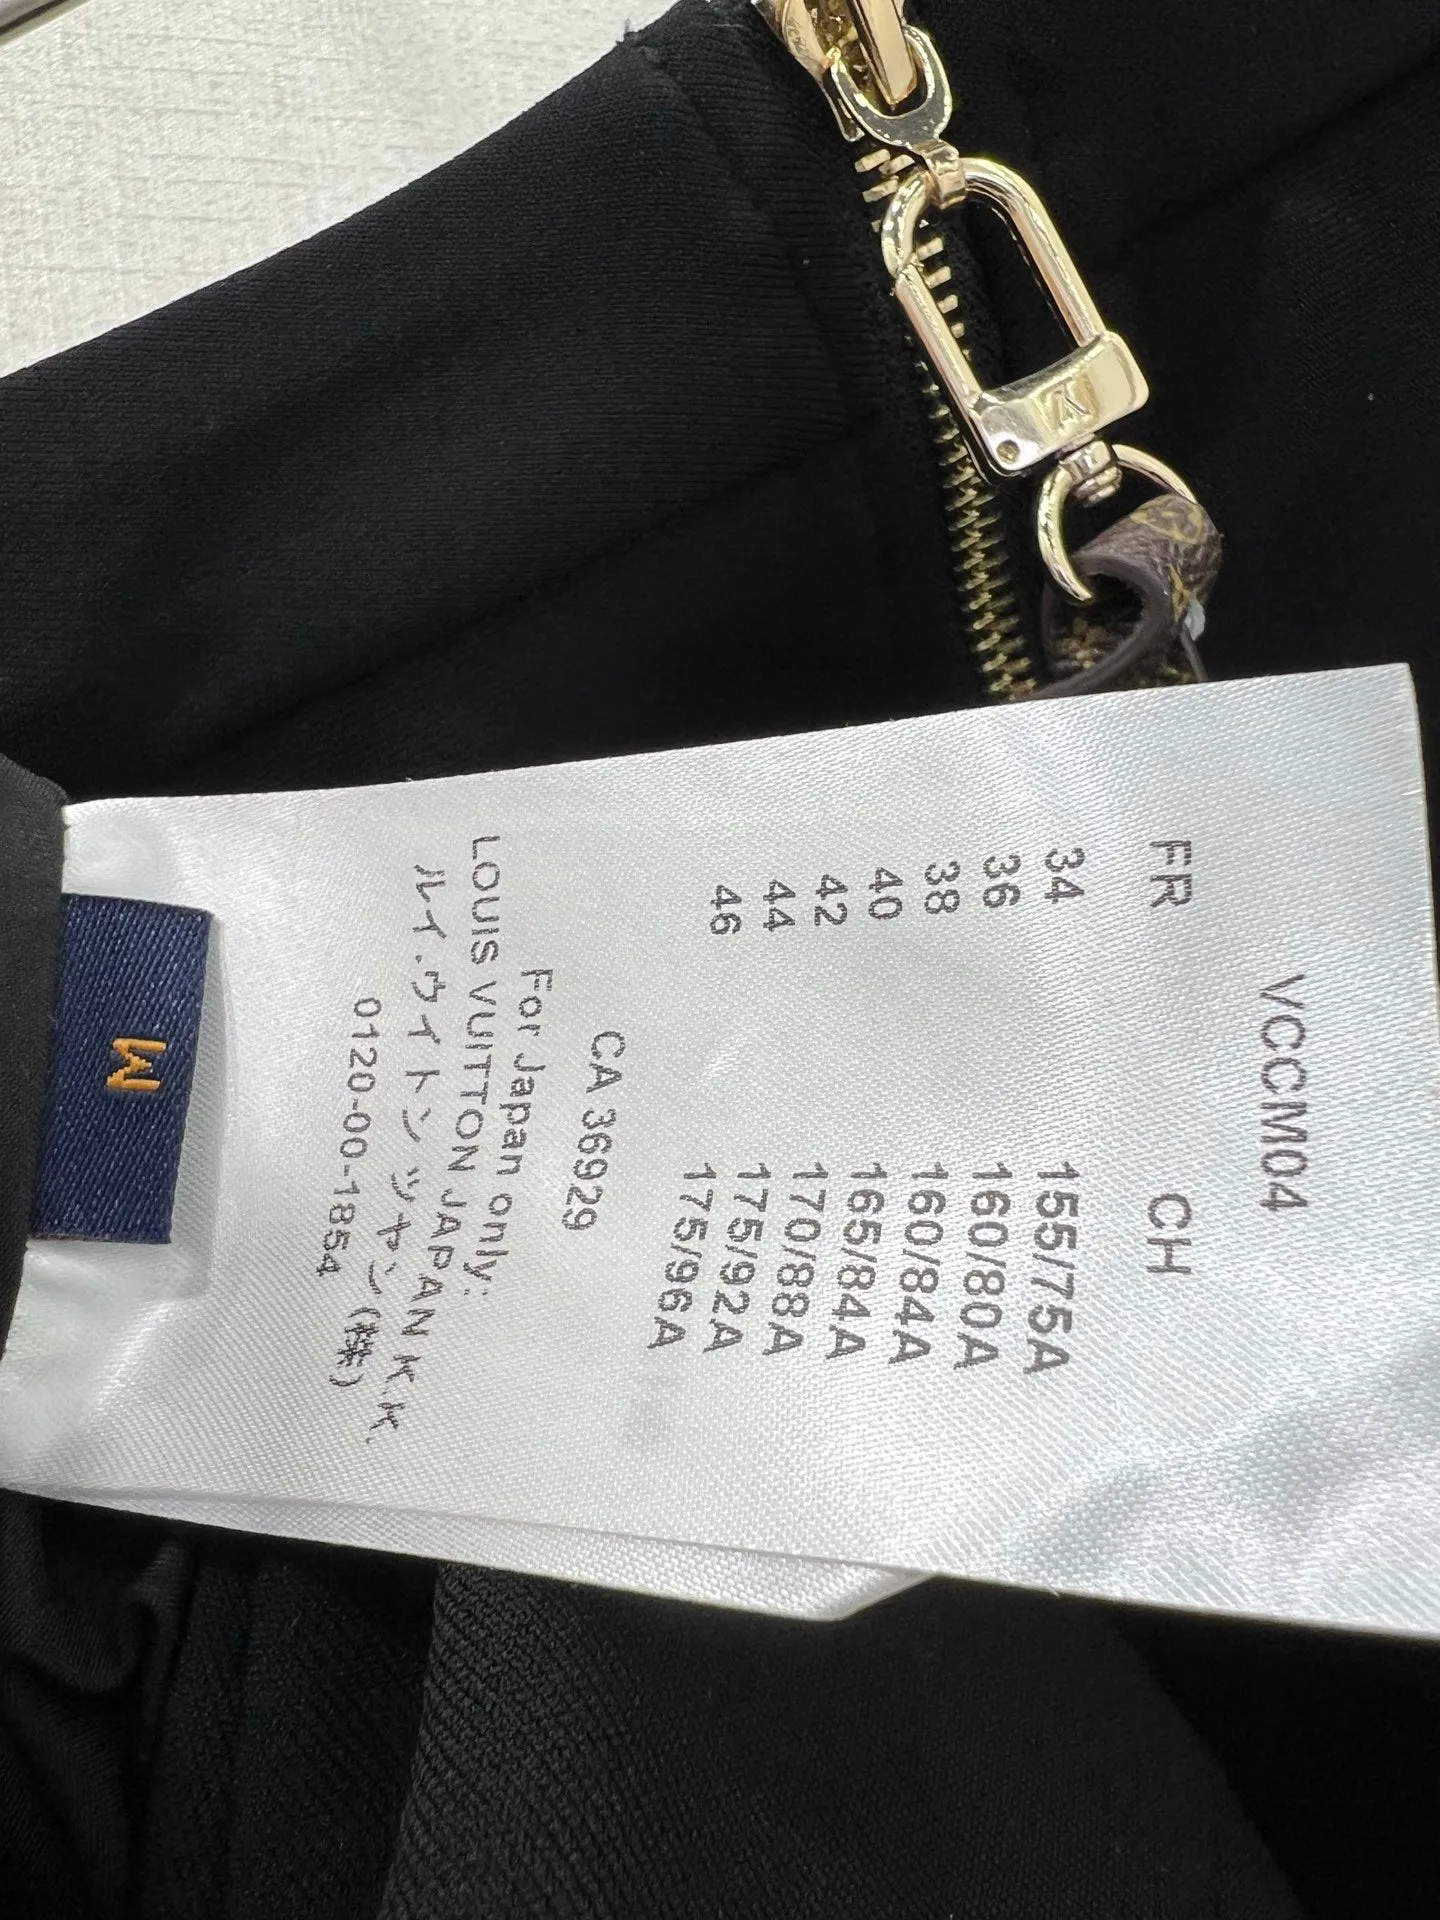 VCCM04
FR CH
34 155/75A
36 160/80A
38 160/84A
40 165/84A
42 170/88A
44 175/92A
46 175/96A
CA 36929
For Japan only:
LOUIS VUITTON JAPAN K.K.
ルイ・ウイトンジャパン(株)
0120-00-1854
M